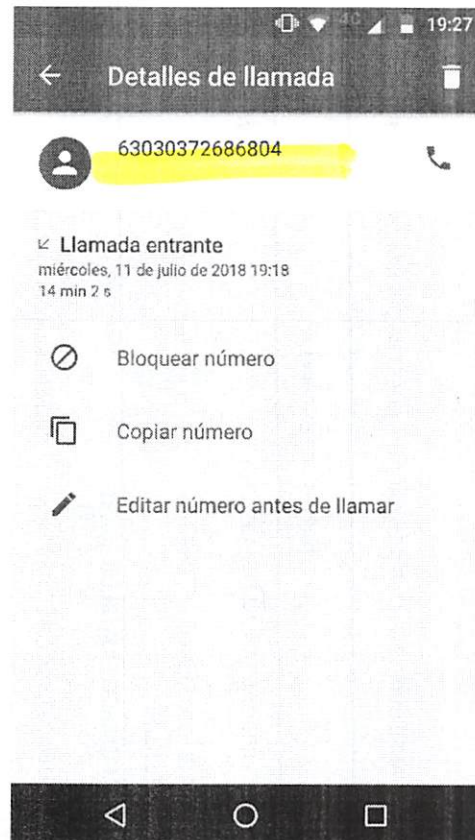 4G 19:27
Detalles de llamada
63030372686804
Llamada entrante
miércoles, 11 de julio de 2018 19:18
14 min 2 s
Bloquear número
Copiar número
Editar número antes de llamar